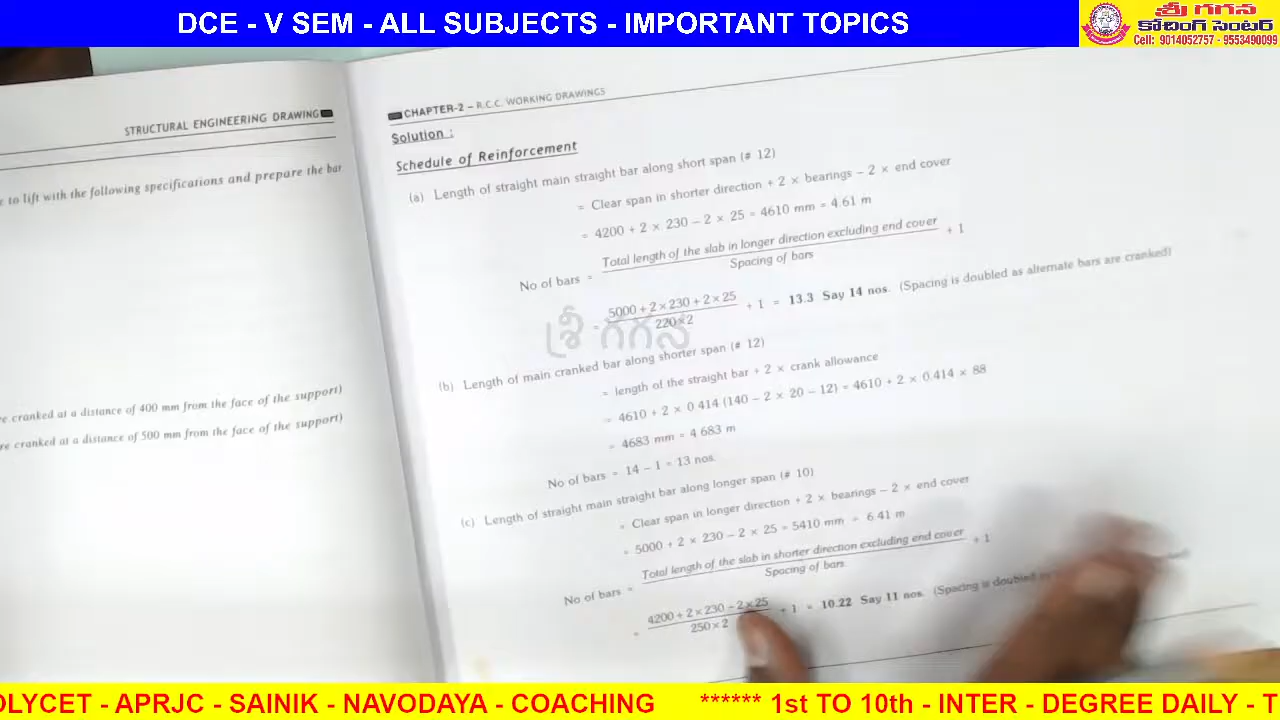 DCE - V SEM - ALL SUBJECTS - IMPORTANT TOPICS
శ్రీ గగన
కోచింగ్ సెంటర్
Cell: 9014052757 - 9553490099
STRUCTURAL ENGINEERING DRAWING
e to lift with the following specifications and prepare the bar
re cranked at a distance of 400 mm from the face of the support)
re cranked at a distance of 500 mm from the face of the support)
CHAPTER-2 – R.C.C. WORKING DRAWINGS
Solution :
Schedule of Reinforcement
(a) Length of straight main straight bar along short span (# 12)
= Clear span in shorter direction + 2 × bearings – 2 × end cover
= 4200 + 2 × 230 – 2 × 25 = 4610 mm = 4.61 m
No of bars = Total length of the slab in longer direction excluding end cover / Spacing of bars + 1
= 5000 + 2 × 230 + 2 × 25 / 220 × 2 + 1 = 13.3 Say 14 nos. (Spacing is doubled as alternate bars are cranked)
శ్రీ గగన
(b) Length of main cranked bar along shorter span (# 12)
= length of the straight bar + 2 × crank allowance
= 4610 + 2 × 0 414 (140 – 2 × 20 – 12) = 4610 + 2 × 0.414 × 88
= 4683 mm = 4 683 m
No of bars = 14 – 1 = 13 nos.
(c) Length of straight main straight bar along longer span (# 10)
= Clear span in longer direction + 2 × bearings – 2 × end cover
= 5000 + 2 × 230 – 2 × 25 = 5410 mm = 6.41 m
No of bars = Total length of the slab in shorter direction excluding end cover / Spacing of bars + 1
= 4200 + 2 × 230 – 2 × 25 / 250 × 2 + 1 = 10.22 Say 11 nos. (Spacing is doubled
OLYCET - APRJC - SAINIK - NAVODAYA - COACHING ****** 1st TO 10th - INTER - DEGREE DAILY - T